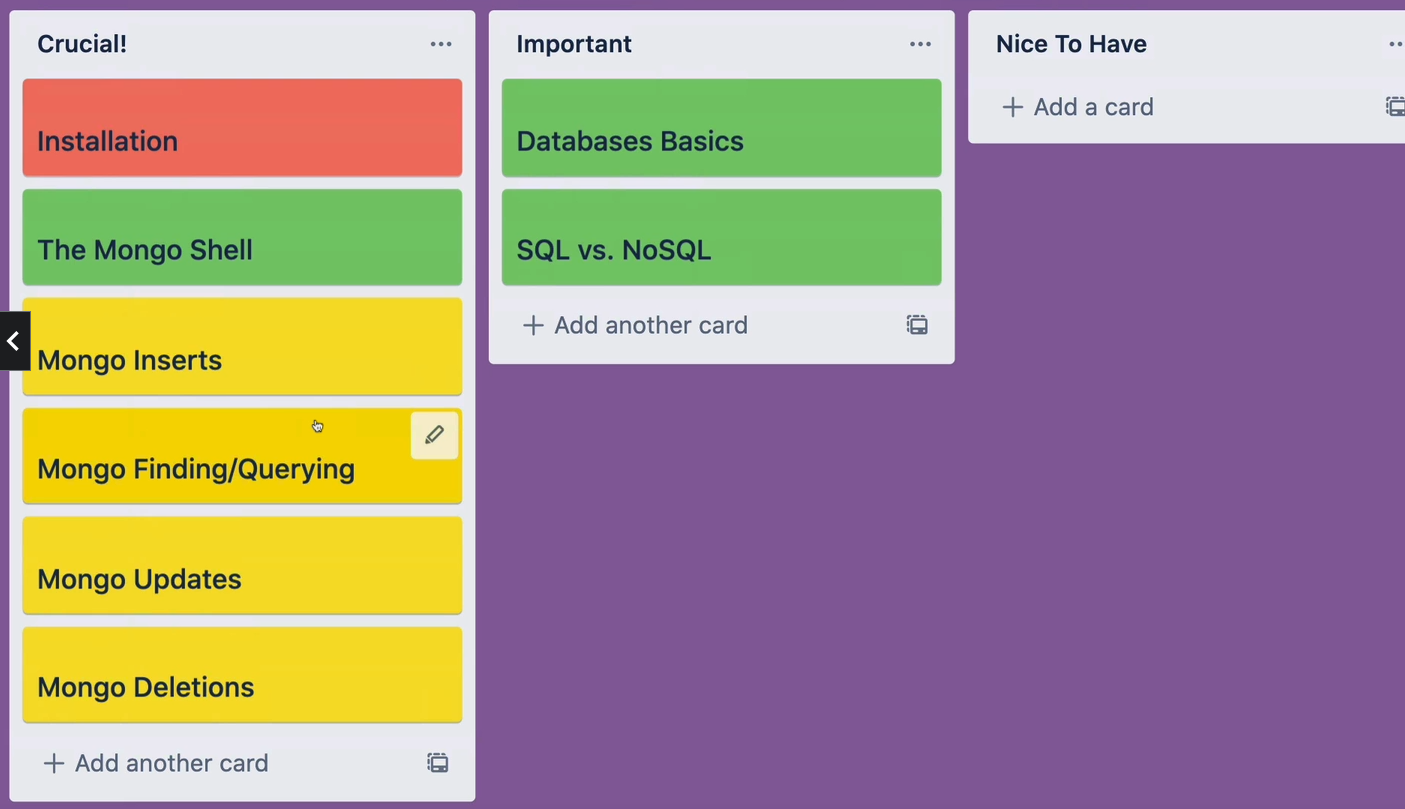 Crucial!
Installation
The Mongo Shell
Mongo Inserts
Mongo Finding/Querying
Mongo Updates
Mongo Deletions
+ Add another card
Important
Databases Basics
SQL vs. NoSQL
+ Add another card
Nice To Have
+ Add a card